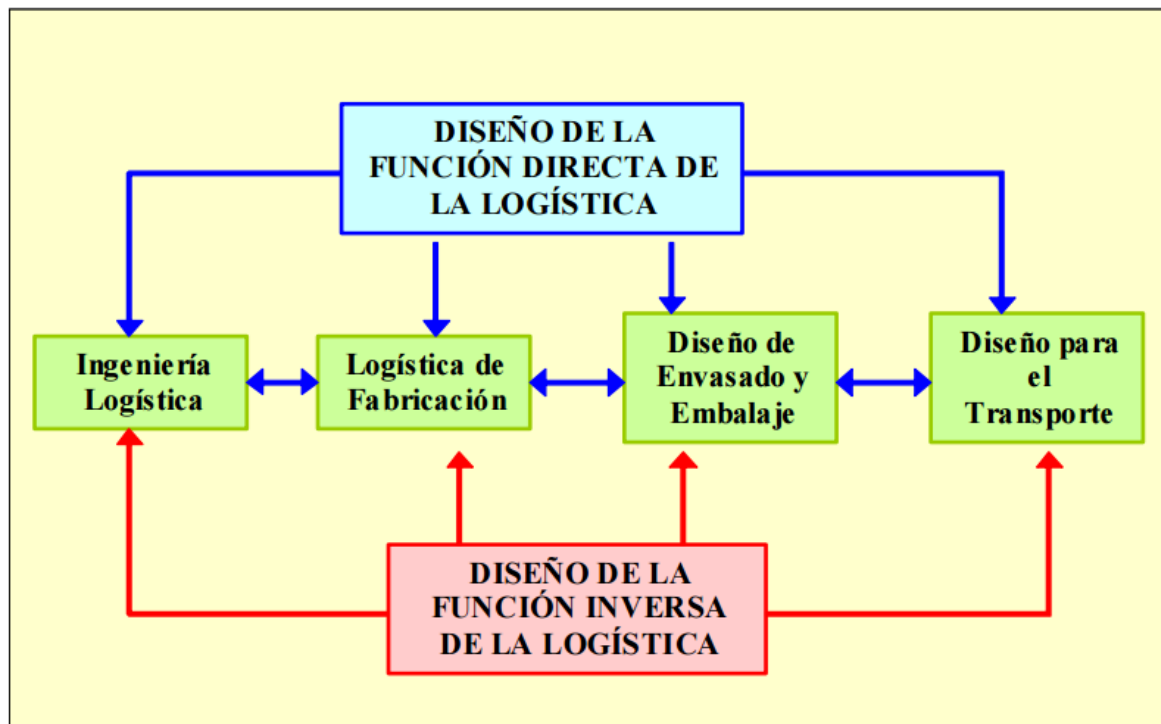 DISEÑO DE LA
FUNCIÓN DIRECTA DE
LA LOGÍSTICA
Ingeniería
Logística
Logística de
Fabricación
Diseño de
Envasado y
Embalaje
Diseño para
el
Transporte
DISEÑO DE LA
FUNCIÓN INVERSA
DE LA LOGÍSTICA